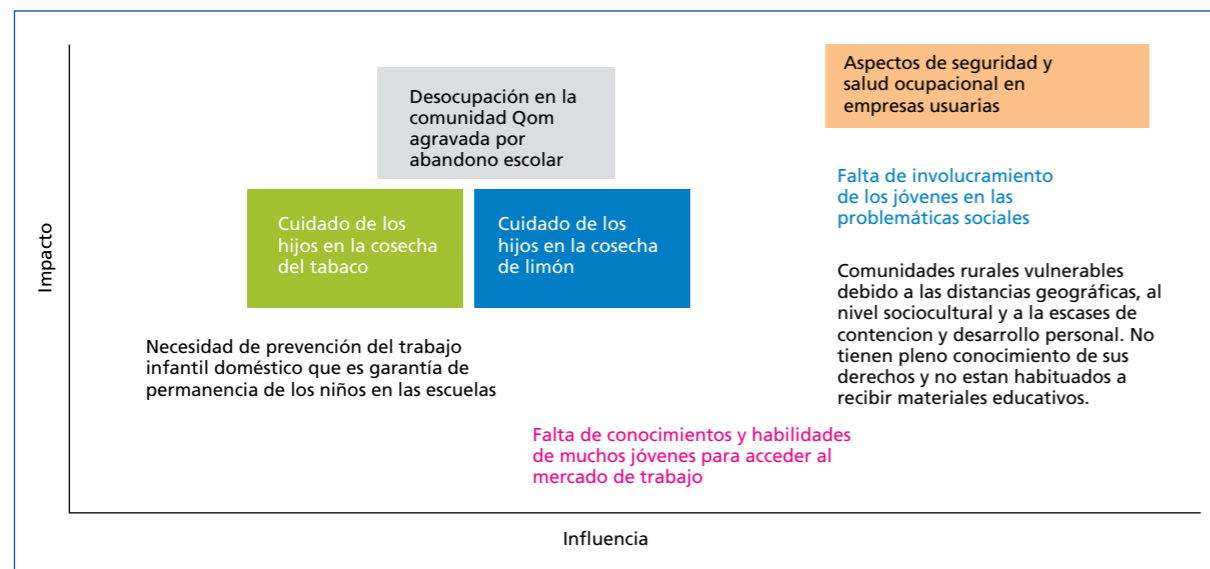 Aspectos de seguridad y
salud ocupacional en
empresas usuarias
Desocupación en la
comunidad Qom
agravada por
abandono escolar
Falta de involucramiento
de los jóvenes en las
problemáticas sociales
Cuidado de los
hijos en la cosecha
del tabaco
Cuidado de los
hijos en la cosecha
de limón
Impacto
Comunidades rurales vulnerables
debido a las distancias geográficas, al
nivel sociocultural y a la escases de
contencion y desarrollo personal. No
tienen pleno conocimiento de sus
derechos y no estan habituados a
recibir materiales educativos.
Necesidad de prevención del trabajo
infantil doméstico que es garantía de
permanencia de los niños en las escuelas
Falta de conocimientos y habilidades
de muchos jóvenes para acceder al
mercado de trabajo
Influencia